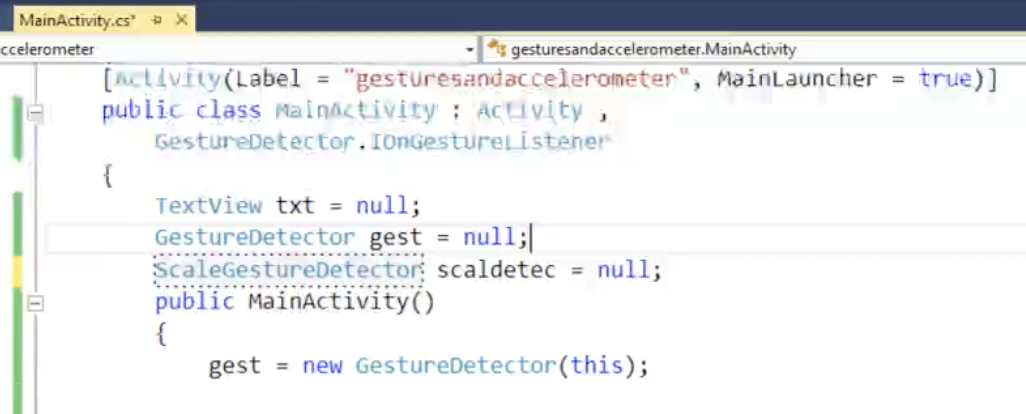 MainActivity.cs*
ccelerometer
gesturesandaccelerometer.MainActivity
[Activity(Label = "gesturesandaccelerometer", MainLauncher = true)]
public class MainActivity : Activity ,
GestureDetector.IOnGestureListener
{
TextView txt = null;
GestureDetector gest = null;
ScaleGestureDetector scaldetec = null;
public MainActivity()
{
gest = new GestureDetector(this);